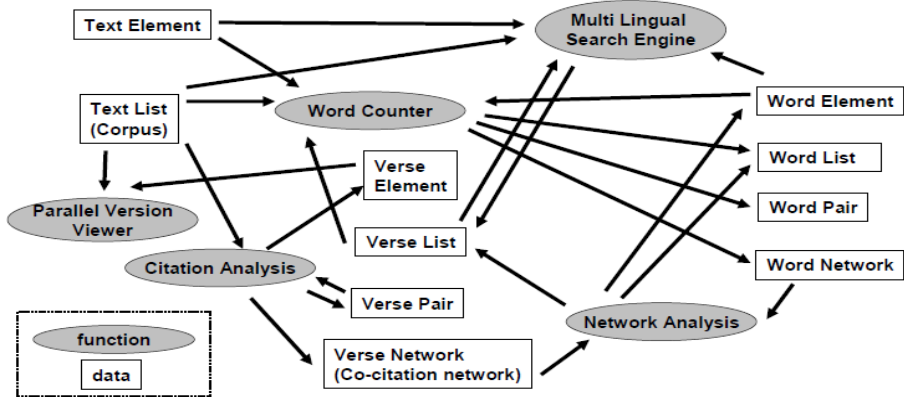 Text Element
Multi Lingual
Search Engine
Text List
(Corpus)
Word Counter
Word Element
Verse
Element
Word List
Parallel Version
Viewer
Word Pair
Verse List
Citation Analysis
Word Network
Verse Pair
Network Analysis
function
data
Verse Network
(Co-citation network)